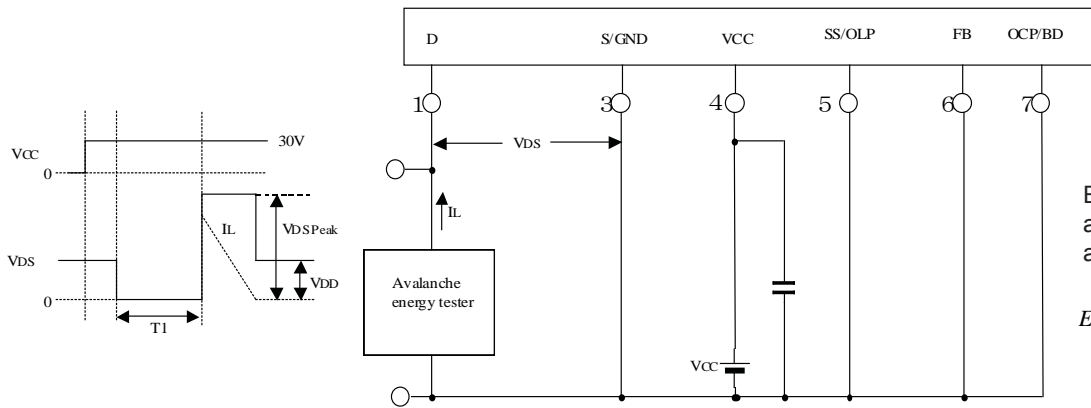 D S/GND VCC SS/OLP FB OCP/BD
1 3 4 5 6 7
VDS
30V
VCC
0
IL
VDSPeak
VDS
VDD
0
T1
IL
Avalanche
energy tester
VCC
E
a
a
E